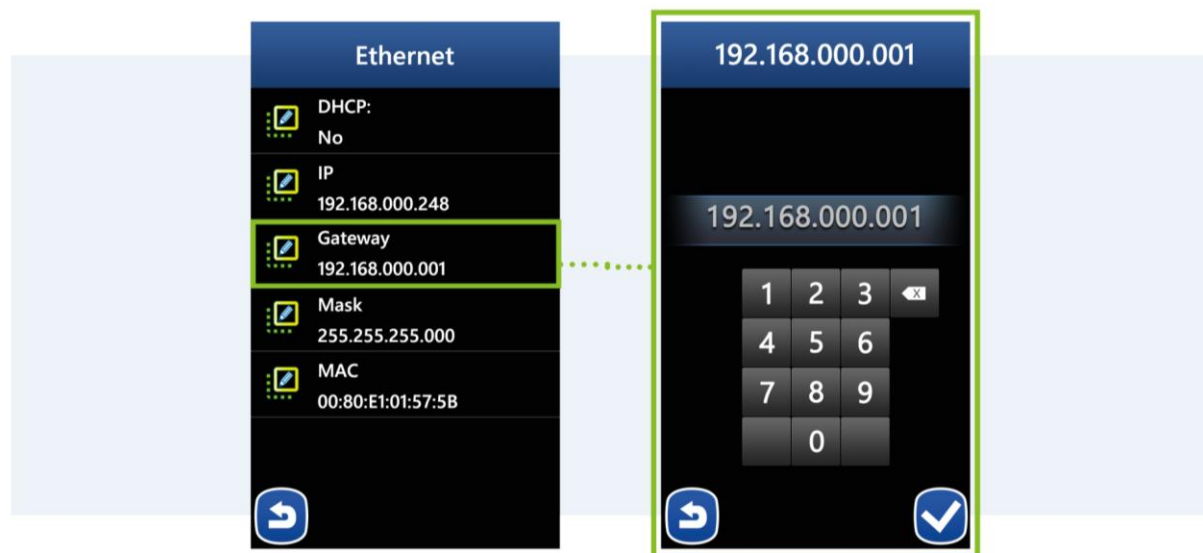 Ethernet
DHCP:
No
IP
192.168.000.248
Gateway
192.168.000.001
Mask
255.255.255.000
MAC
00:80:E1:01:57:5B
192.168.000.001
192.168.000.001
1 2 3 X
4 5 6
7 8 9
0